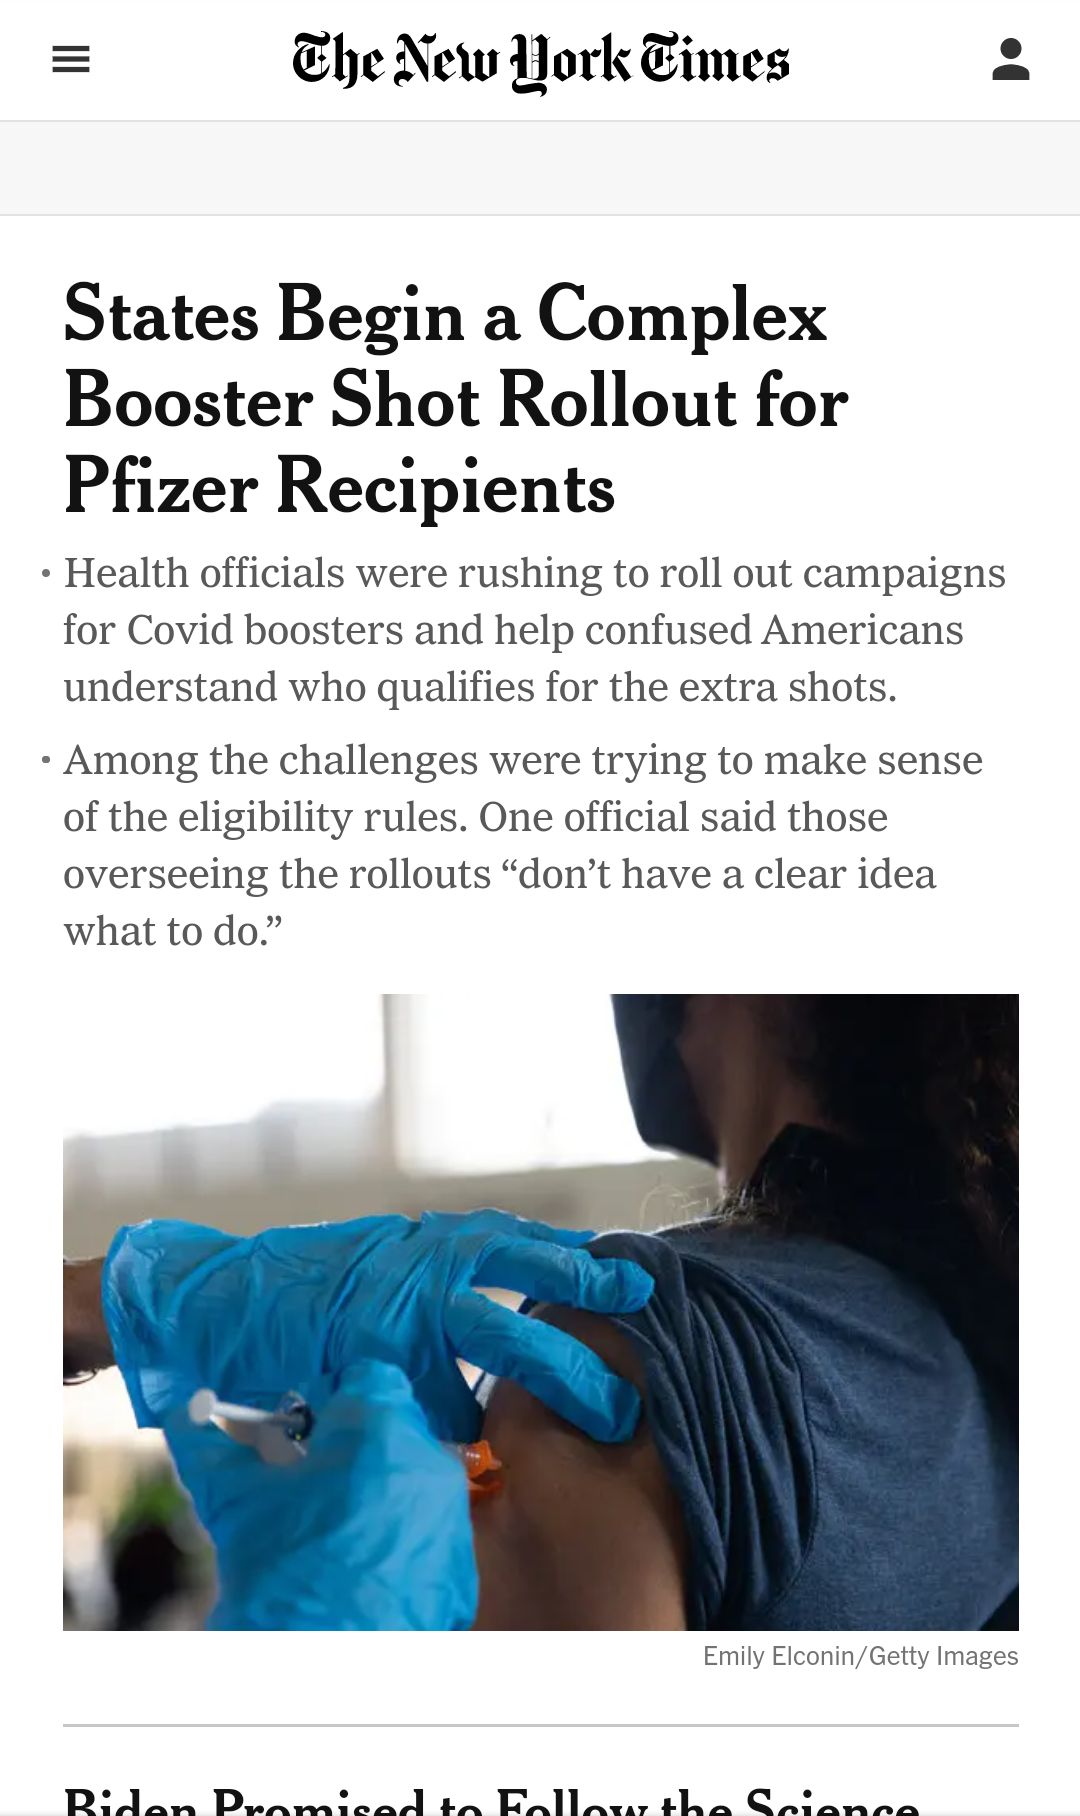 The New York Times
States Begin a Complex
Booster Shot Rollout for
Pfizer Recipients
• Health officials were rushing to roll out campaigns
for Covid boosters and help confused Americans
understand who qualifies for the extra shots.
• Among the challenges were trying to make sense
of the eligibility rules. One official said those
overseeing the rollouts “don’t have a clear idea
what to do.”
Emily Elconin/Getty Images
Biden Promised to Follow the Science